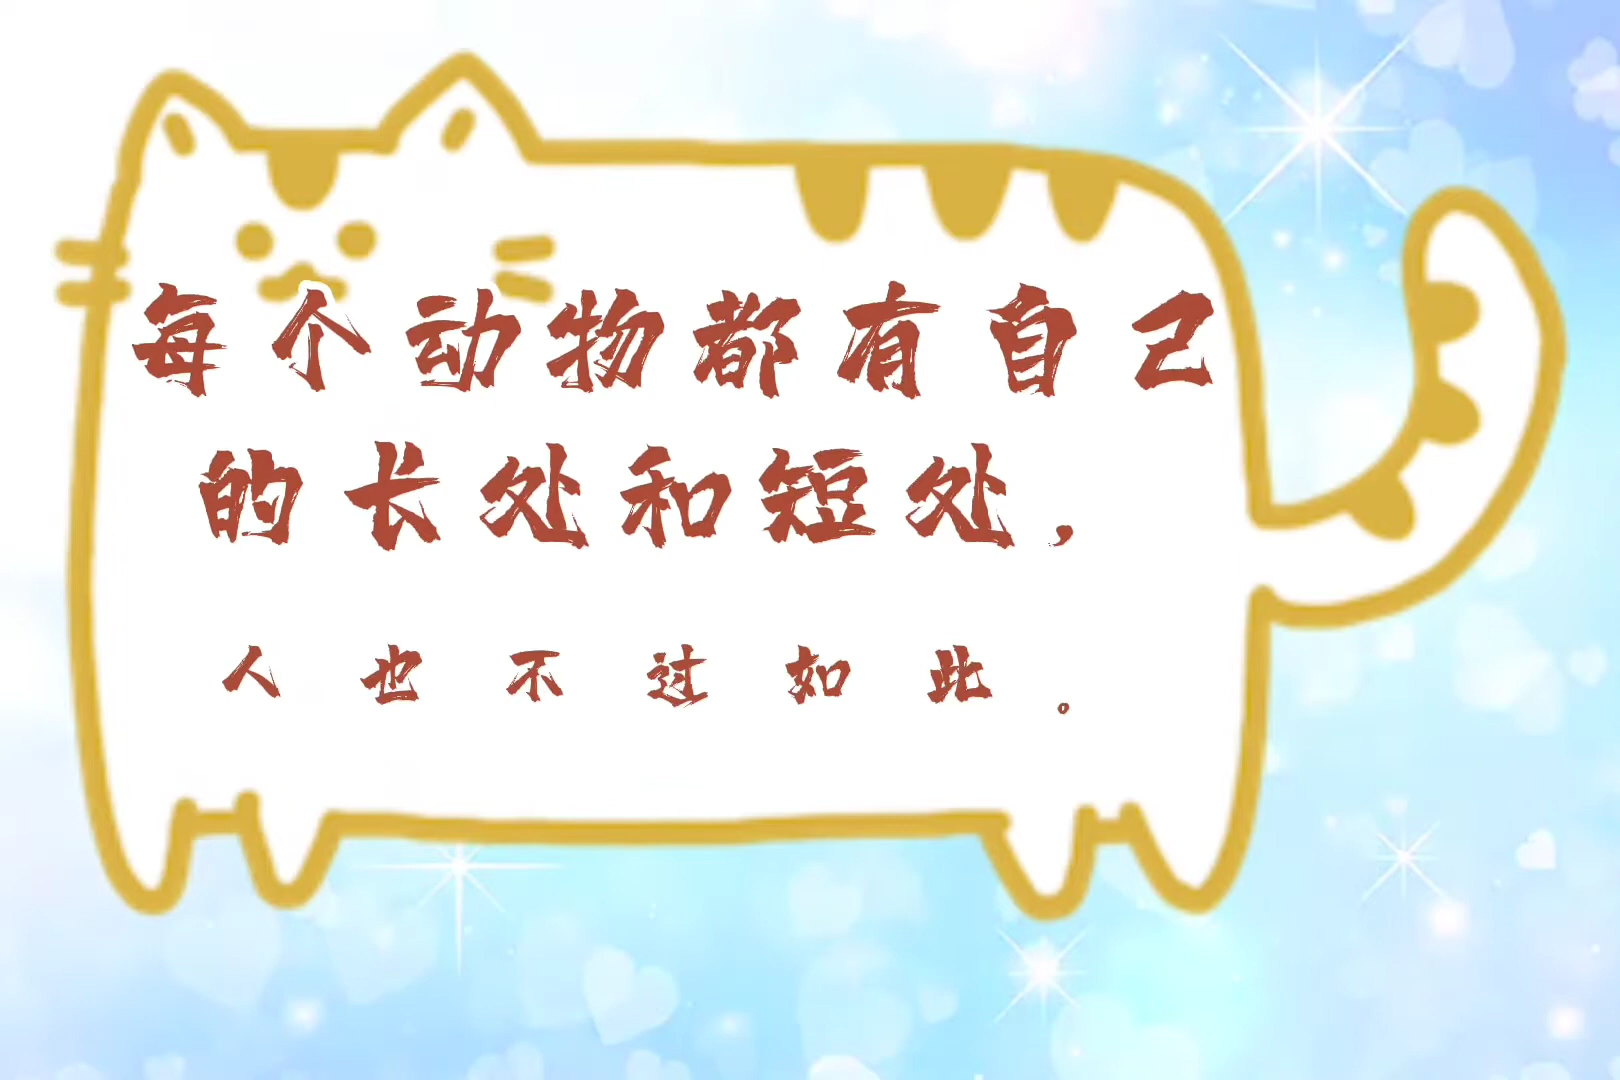 每个动物都有自己
的长处和短处，
人也不过如此。